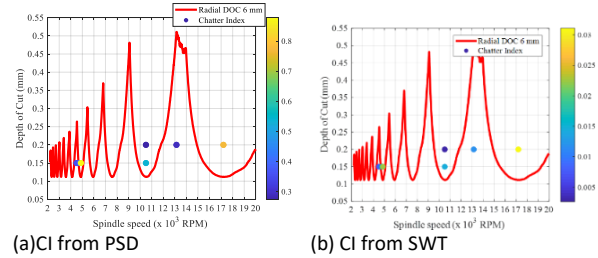 Radial DOC 6 mm
Chatter Index
Depth of Cut (mm)
0.55
0.5
0.45
0.4
0.35
0.3
0.25
0.2
0.15
0.1
0.05
2 3 4 5 6 7 8 9 10 11 12 13 14 15 16 17 18 19 20
Spindle speed (x 10³ RPM)
0.8
0.7
0.6
0.5
0.4
0.3
(a)CI from PSD
Radial DOC 6 mm
Chatter Index
Depth of Cut (mm)
0.55
0.5
0.45
0.4
0.35
0.3
0.25
0.2
0.15
0.1
0.05
2 3 4 5 6 7 8 9 10 11 12 13 14 15 16 17 18 19 20
Spindle speed (x 10³ RPM)
0.03
0.025
0.02
0.015
0.01
0.005
(b) CI from SWT